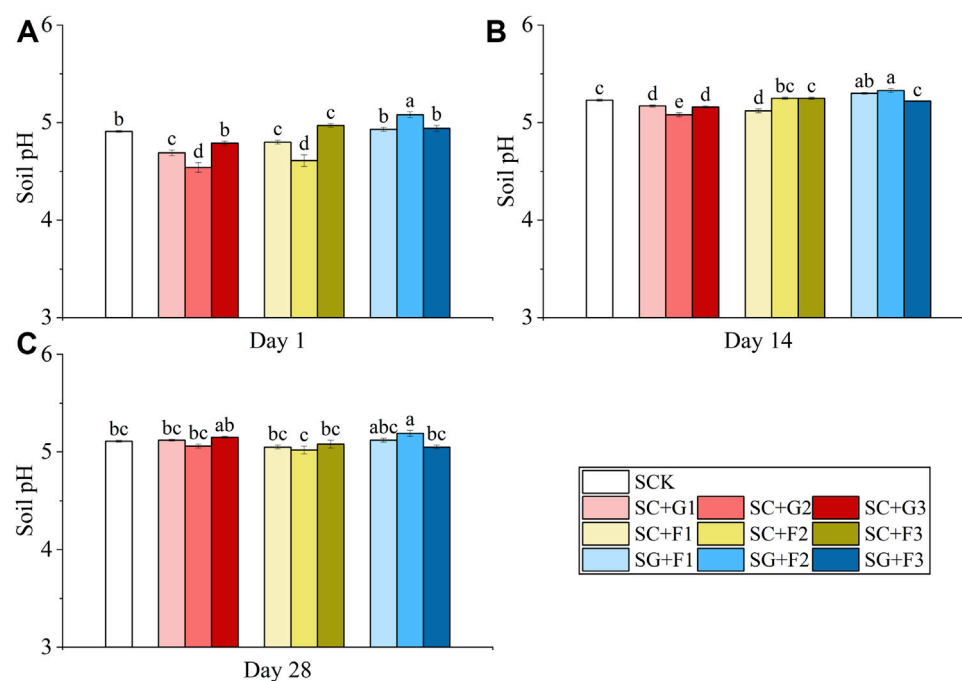 A
6
5
4
3
Soil pH
b
c
d
b
c
d
c
b
a
b
Day 1
B
6
5
4
3
Soil pH
c
d
e
d
d
bc
c
ab
a
c
Day 14
C
6
5
4
3
Soil pH
bc
bc
bc
ab
bc
c
bc
abc
a
bc
Day 28
SCK
SC+G1 SC+G2 SC+G3
SC+F1 SC+F2 SC+F3
SG+F1 SG+F2 SG+F3